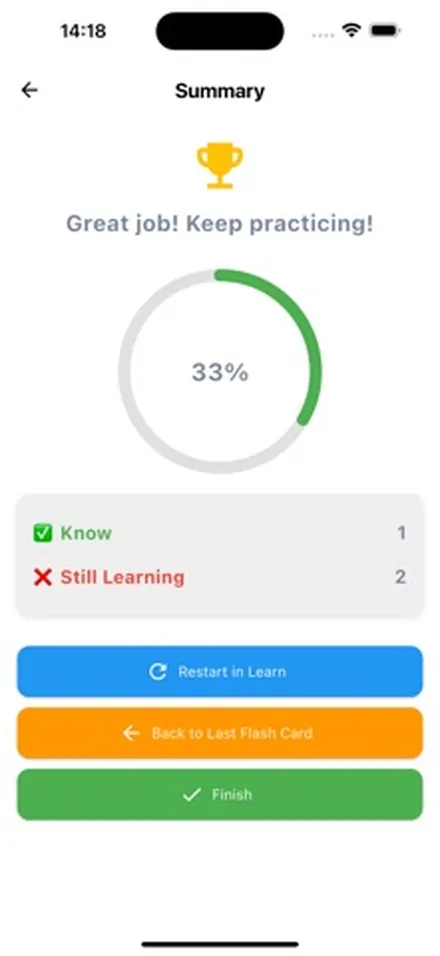 14:18
Summary
Great job! Keep practicing!
33%
Know 1
Still Learning 2
Restart in Learn
Back to Last Flash Card
Finish